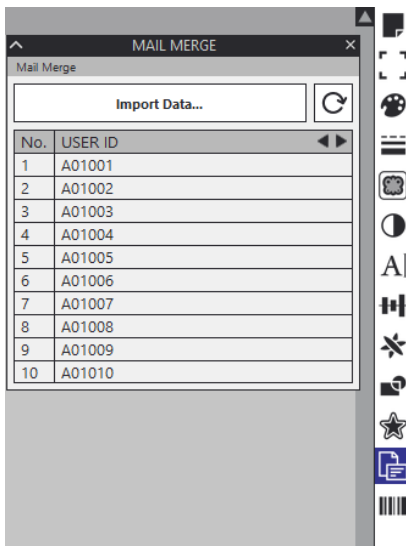 MAIL MERGE
Mail Merge
Import Data...
No. USER ID
1 A01001
2 A01002
3 A01003
4 A01004
5 A01005
6 A01006
7 A01007
8 A01008
9 A01009
10 A01010
A